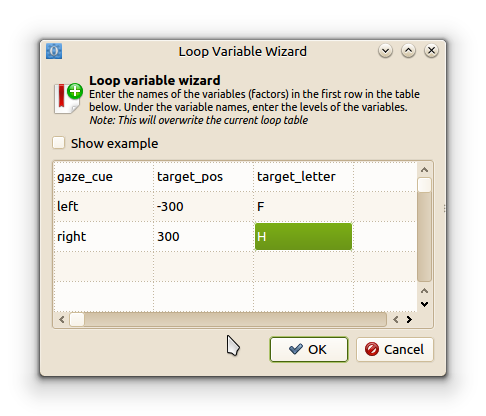 Loop Variable Wizard
Loop variable wizard
Enter the names of the variables (factors) in the first row in the table
below. Under the variable names, enter the levels of the variables.
Note: This will overwrite the current loop table
Show example
gaze_cue target_pos target_letter
left -300 F
right 300 H
OK Cancel